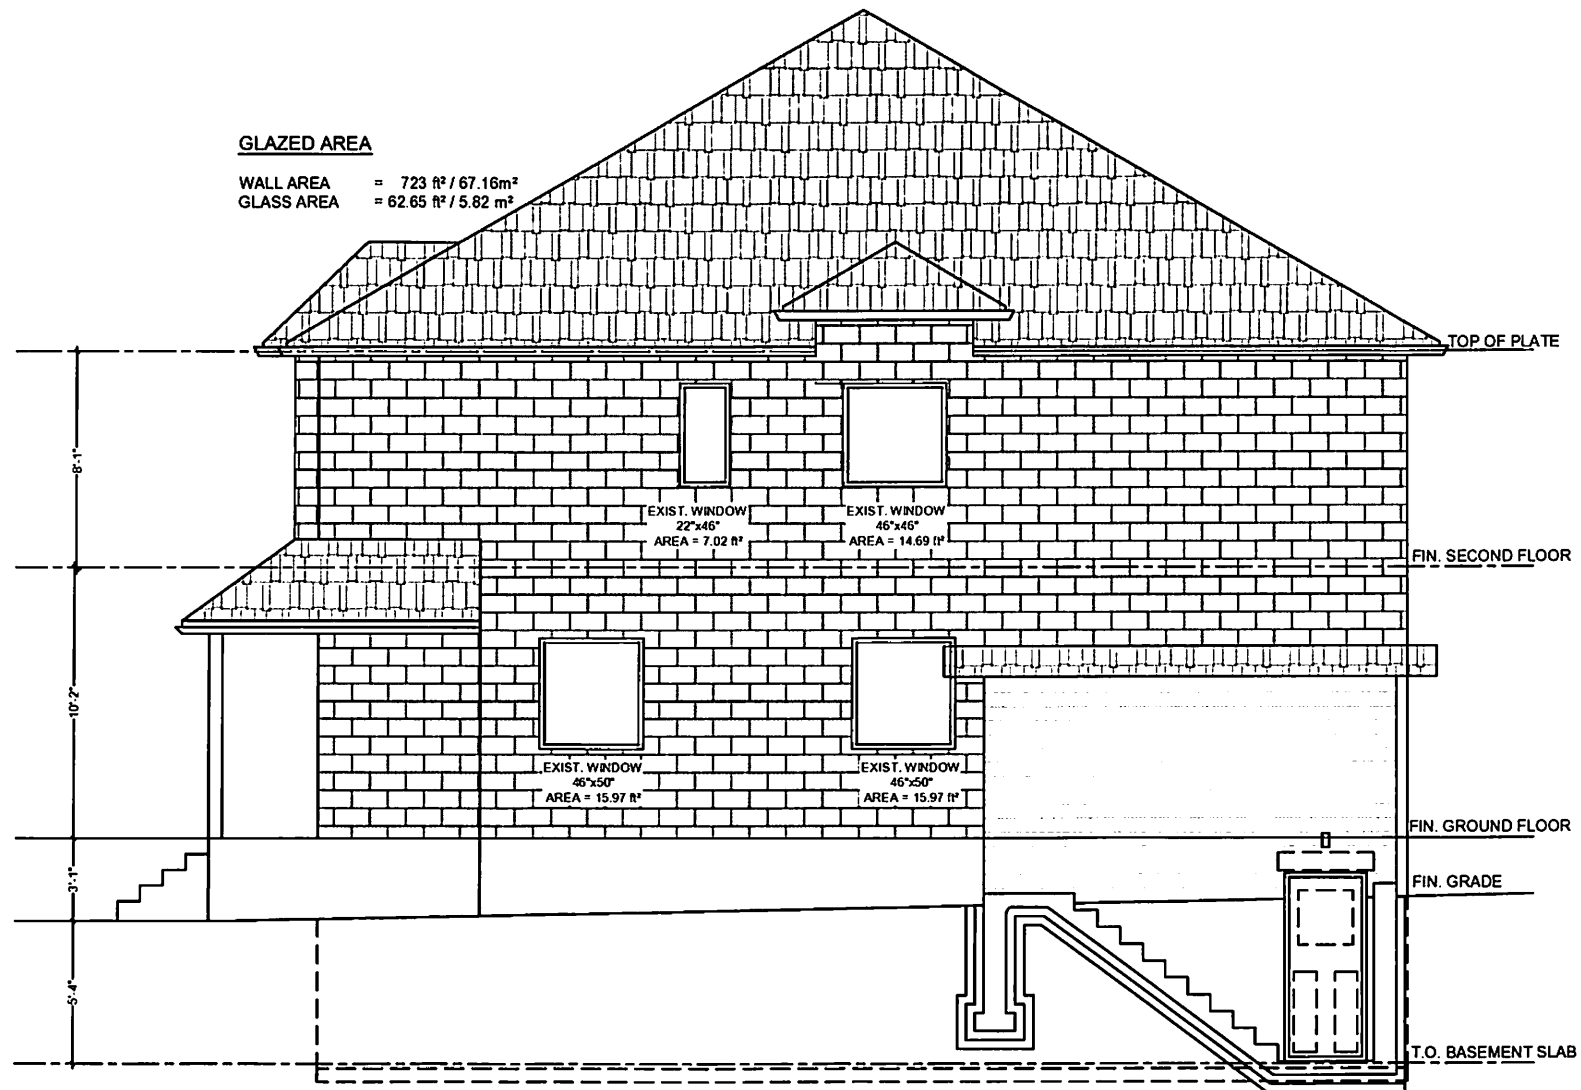 GLAZED AREA
WALL AREA = 723 ft² / 67.16m²
GLASS AREA = 62.65 ft² / 5.82 m²
TOP OF PLATE
8'-1"
EXIST. WINDOW
22"x46"
AREA = 7.02 ft²
EXIST. WINDOW
46"x46"
AREA = 14.69 ft²
FIN. SECOND FLOOR
10'-2"
EXIST. WINDOW
46"x50"
AREA = 15.97 ft²
EXIST. WINDOW
46"x50"
AREA = 15.97 ft²
FIN. GROUND FLOOR
3'-1"
FIN. GRADE
5'-4"
T.O. BASEMENT SLAB